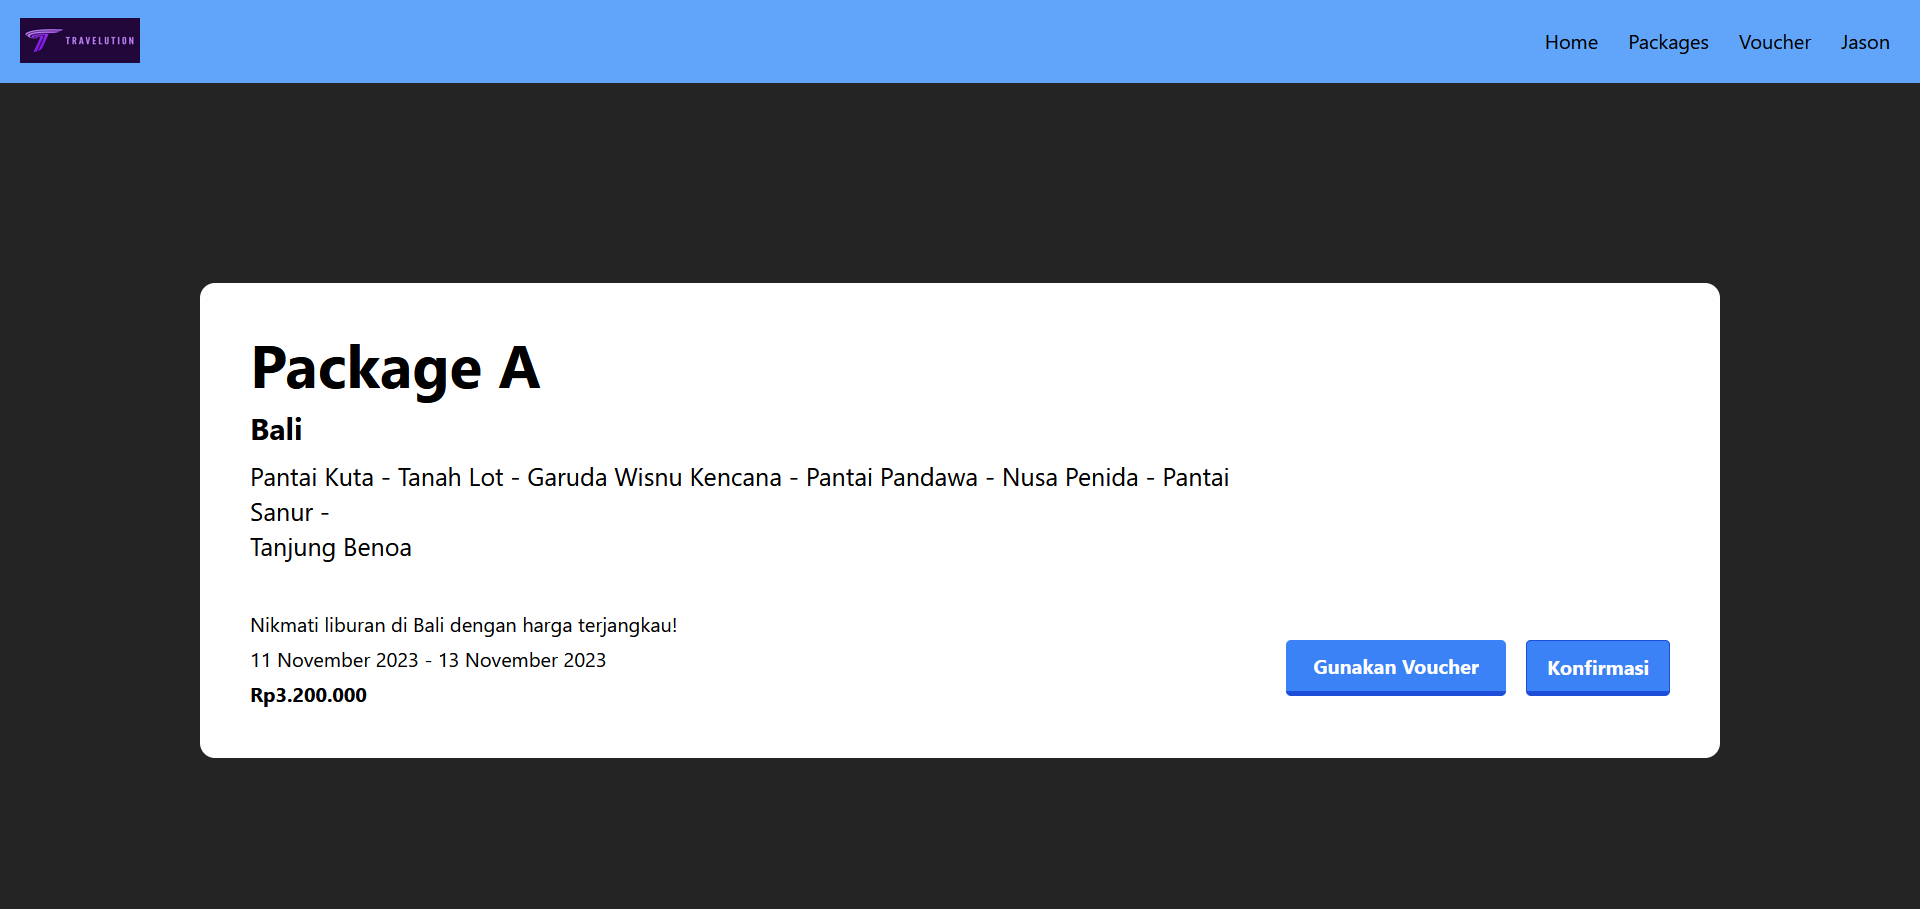 TRAVELUTION
Home Packages Voucher Jason
Package A
Bali
Pantai Kuta - Tanah Lot - Garuda Wisnu Kencana - Pantai Pandawa - Nusa Penida - Pantai
Sanur -
Tanjung Benoa
Nikmati liburan di Bali dengan harga terjangkau!
11 November 2023 - 13 November 2023
Rp3.200.000
Gunakan Voucher
Konfirmasi